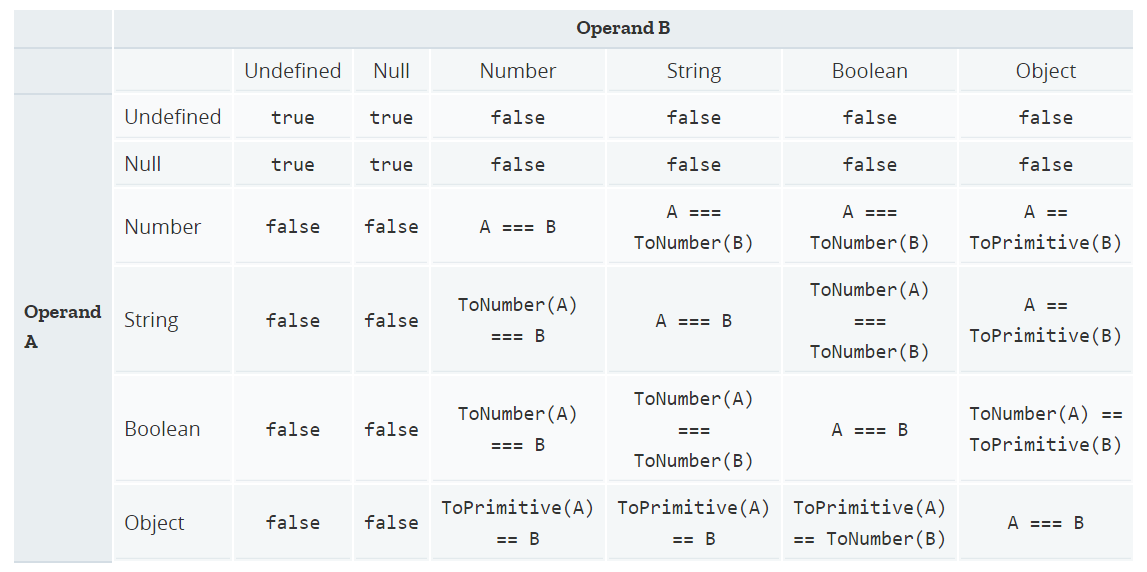 Operand B
Undefined Null Number String Boolean Object
Undefined true true false false false false
Null true true false false false false
Number false false A === B A === ToNumber(B) A === ToNumber(B) A == ToPrimitive(B)
Operand A
String false false ToNumber(A) === B A === B ToNumber(A) === ToNumber(B) A == ToPrimitive(B)
Boolean false false ToNumber(A) === B ToNumber(A) === ToNumber(B) A === B ToNumber(A) == ToPrimitive(B)
Object false false ToPrimitive(A) == B ToPrimitive(A) == B ToPrimitive(A) == ToNumber(B) A === B